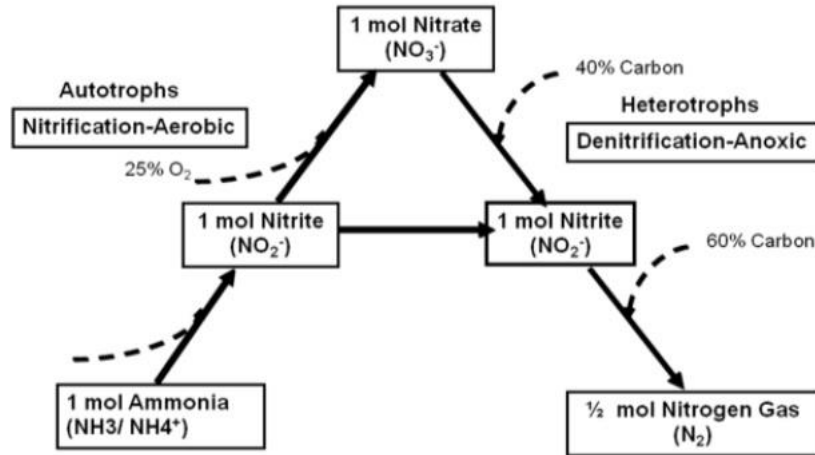 1 mol Nitrate
(NO₃⁻)
40% Carbon
Autotrophs
Nitrification-Aerobic
Heterotrophs
Denitrification-Anoxic
25% O₂
1 mol Nitrite
(NO₂⁻)
1 mol Nitrite
(NO₂⁻)
60% Carbon
1 mol Ammonia
(NH3/ NH4⁺)
½ mol Nitrogen Gas
(N₂)